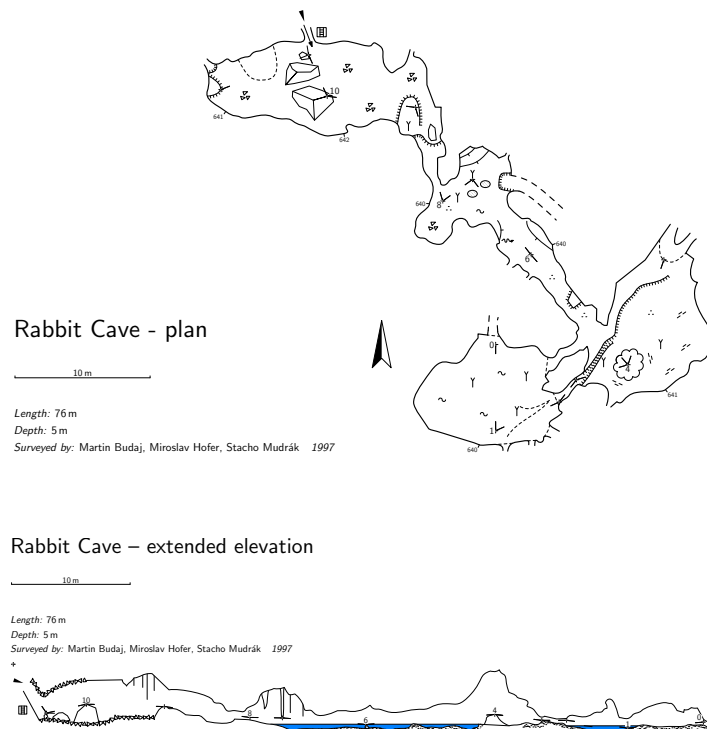 10
641
642
640
8
640
6
Rabbit Cave - plan
0
10 m
4
641
Length: 76 m
Depth: 5 m
Surveyed by: Martin Budaj, Miroslav Hofer, Stacho Mudrák 1997
1
640
Rabbit Cave – extended elevation
10 m
Length: 76 m
Depth: 5 m
Surveyed by: Martin Budaj, Miroslav Hofer, Stacho Mudrák 1997
10
8
6
4
1
0